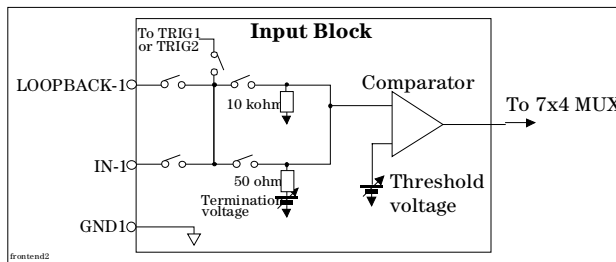 To TRIG1
or TRIG2
Input Block
LOOPBACK-1
Comparator
10 kohm
To 7x4 MUX
IN-1
50 ohm
Termination
voltage
Threshold
voltage
GND1
frontend2